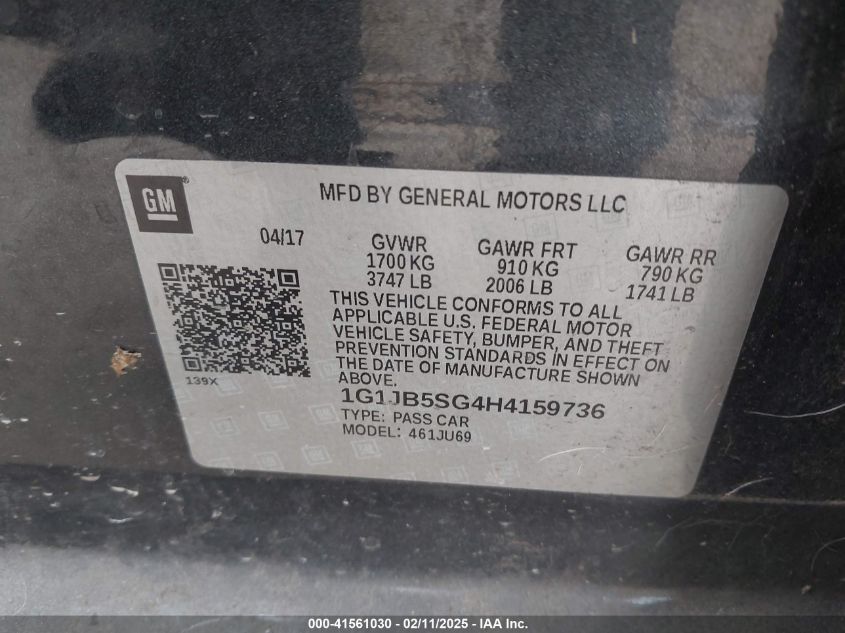 GM
MFD BY GENERAL MOTORS LLC
04/17
GVWR
1700 KG
3747 LB
GAWR FRT
910 KG
2006 LB
GAWR RR
790 KG
1741 LB
THIS VEHICLE CONFORMS TO ALL
APPLICABLE U.S. FEDERAL MOTOR
VEHICLE SAFETY, BUMPER, AND THEFT
PREVENTION STANDARDS IN EFFECT ON
THE DATE OF MANUFACTURE SHOWN
ABOVE.
139X
1G1JB5SG4H4159736
TYPE: PASS CAR
MODEL: 461JU69
000-41561030 - 02/11/2025 - IAA Inc.